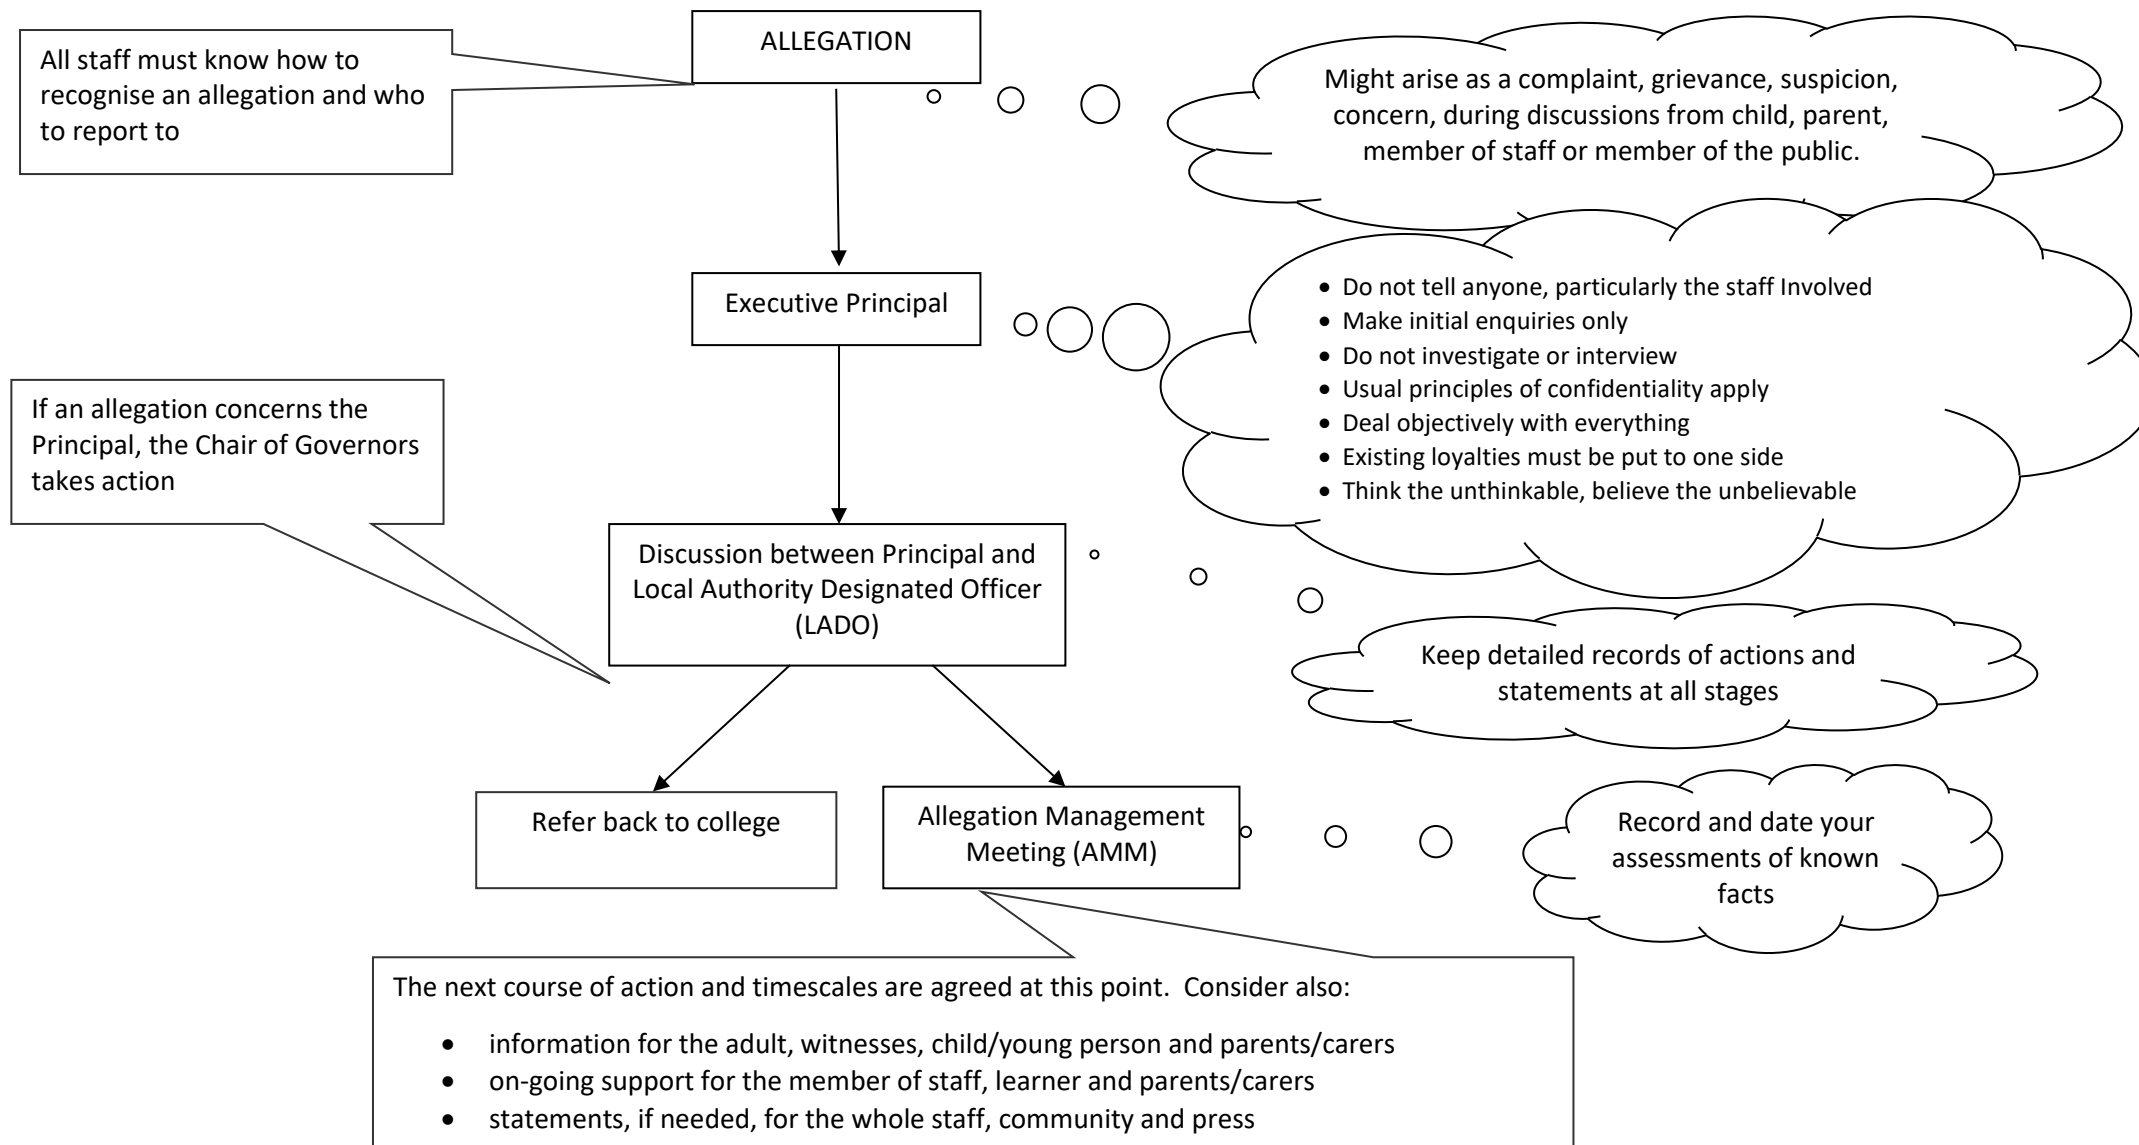 ALLEGATION
All staff must know how to
recognise an allegation and who
to report to
Might arise as a complaint, grievance, suspicion,
concern, during discussions from child, parent,
member of staff or member of the public.
Executive Principal
• Do not tell anyone, particularly the staff Involved
• Make initial enquiries only
• Do not investigate or interview
• Usual principles of confidentiality apply
• Deal objectively with everything
• Existing loyalties must be put to one side
• Think the unthinkable, believe the unbelievable
If an allegation concerns the
Principal, the Chair of Governors
takes action
Discussion between Principal and
Local Authority Designated Officer
(LADO)
Keep detailed records of actions and
statements at all stages
Refer back to college
Allegation Management
Meeting (AMM)
Record and date your
assessments of known
facts
The next course of action and timescales are agreed at this point.  Consider also:
• information for the adult, witnesses, child/young person and parents/carers
• on-going support for the member of staff, learner and parents/carers
• statements, if needed, for the whole staff, community and press